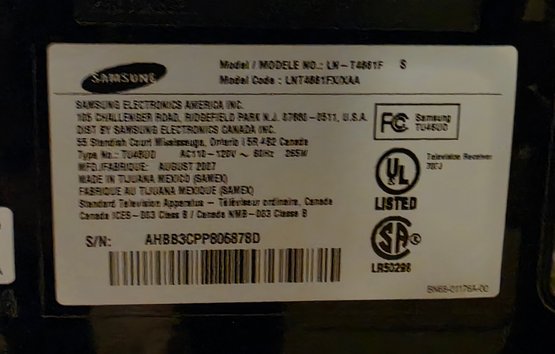 SAMSUNG
Model / MODELE NO.: LN-T4661F S
Model Code : LNT4661FX/XAA
SAMSUNG ELECTRONICS AMERICA INC.
105 CHALLENGER ROAD, RIDGEFIELD PARK N.J. 07660-0511, U.S.A.
DIST BY SAMSUNG ELECTRONICS CANADA INC.
55 Standish Court Mississauga, Ontario L5R 4B2 Canada
Type No.: TU46UO AC110-120V ~ 60Hz 265W
MFD./FABRIQUE: AUGUST 2007
MADE IN TIJUANA MEXICO (SAMEX)
FABRIQUE AU TIJUANA MEXIQUE (SAMEX)
Standard Television Apparatus - Téléviseur ordinaire, Canada
Canada ICES-003 Class B / Canada NMB-003 Classe B
S/N: AHBB3CPP806878D
FC Samsung
TU46UO
UL Television Receiver
LISTED
SA
LR50298
BN68-01176A-00